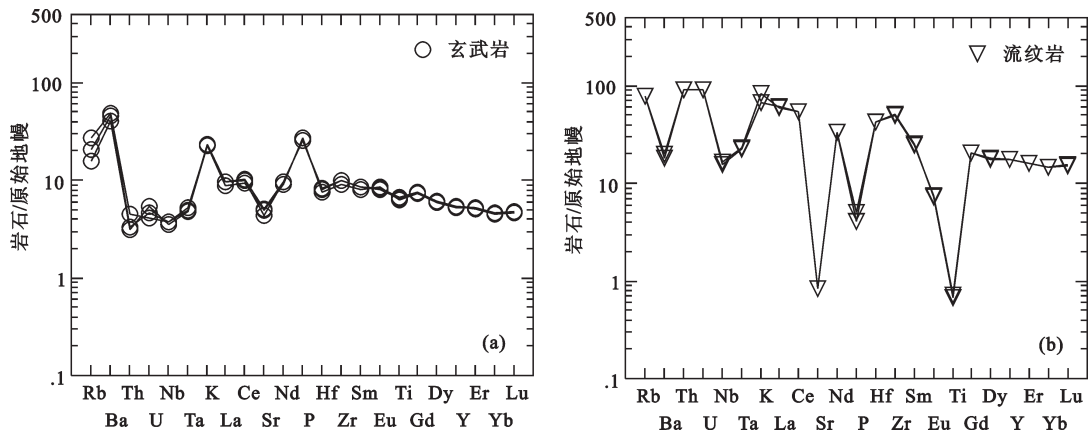 500
100
10
1
.1
岩石/原始地幔
玄武岩
(a)
Rb Th Nb K Ce Nd Hf Sm Ti Dy Er Lu
Ba U Ta La Sr P Zr Eu Gd Y Yb
500
100
10
1
.1
岩石/原始地幔
流纹岩
(b)
Rb Th Nb K Ce Nd Hf Sm Ti Dy Er Lu
Ba U Ta La Sr P Zr Eu Gd Y Yb